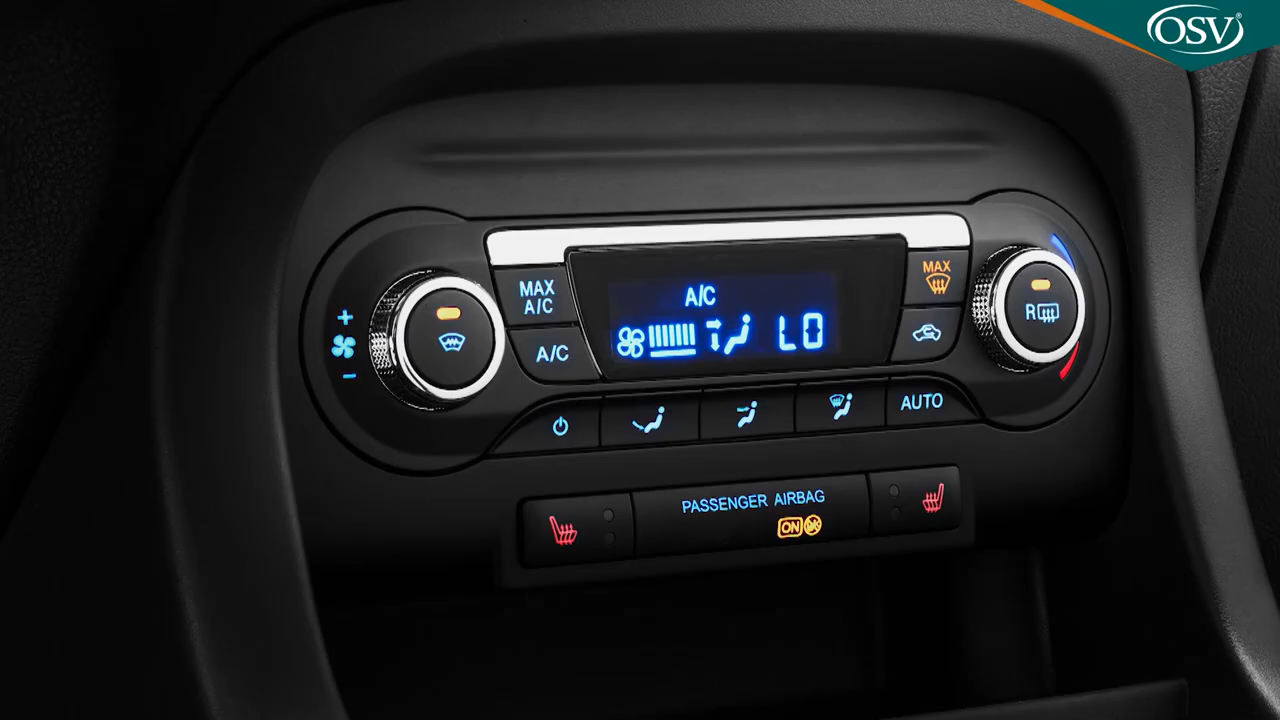 OSV
MAX
A/C
A/C
A/C
LO
MAX
R
AUTO
PASSENGER AIRBAG
ON